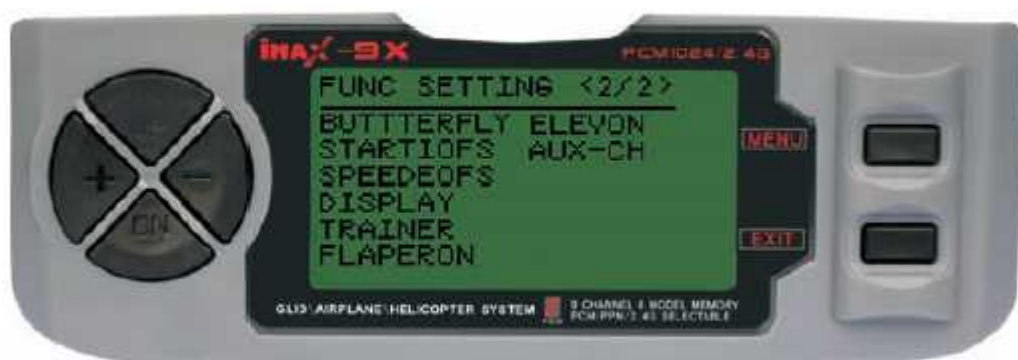 iMAX-9X
PCM1024/2.4G
FUNC SETTING <2/2>
BUTTTERFLY ELEVON
STARTIOFS AUX-CH
SPEEDEOFS
DISPLAY
TRAINER
FLAPERON
MENU
EXIT
+ -
DN
GLID\AIRPLANE\HELICOPTER SYSTEM
9 CHANNEL 8 MODEL MEMORY
PCM/PPM/2.4G SELECTABLE